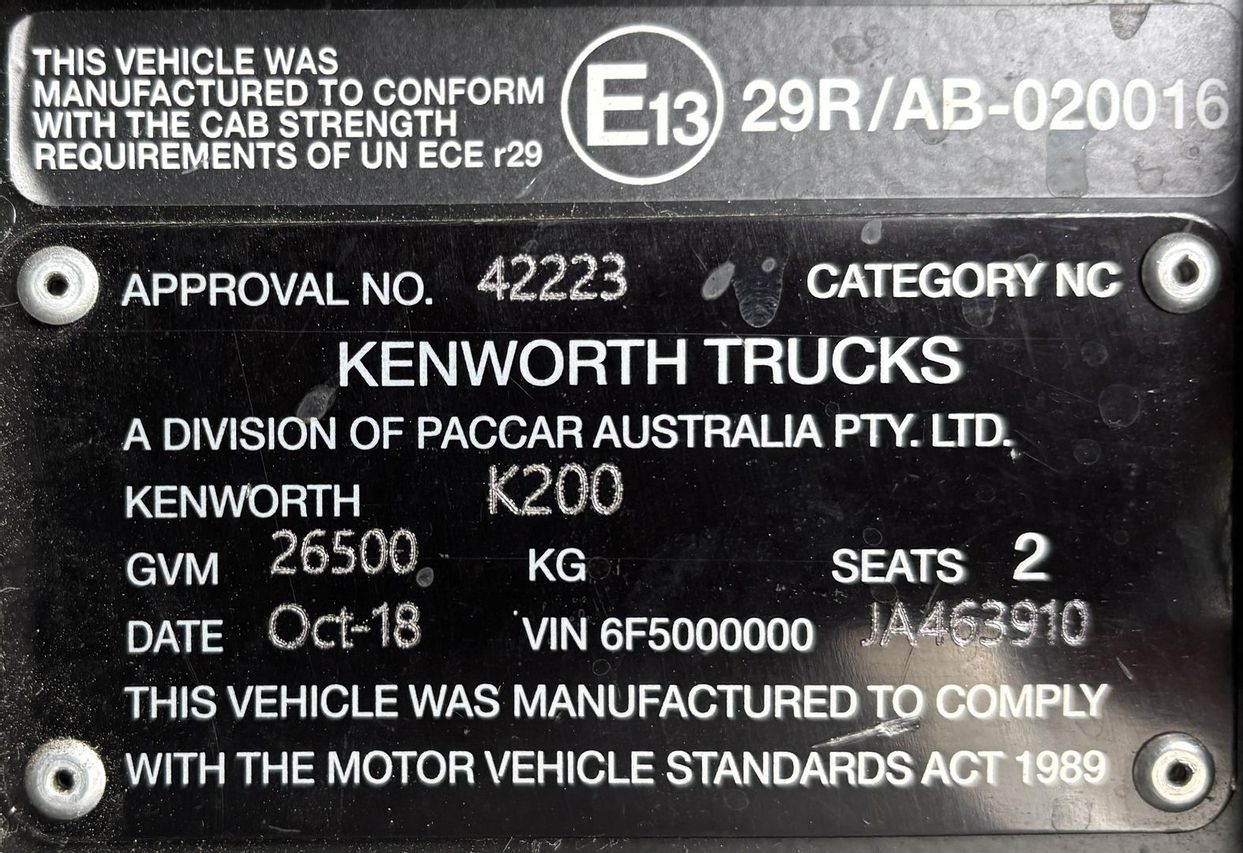 THIS VEHICLE WAS
MANUFACTURED TO CONFORM
WITH THE CAB STRENGTH
REQUIREMENTS OF UN ECE r29
E13 29R/AB-020016
APPROVAL NO. 42223 CATEGORY NC
KENWORTH TRUCKS
A DIVISION OF PACCAR AUSTRALIA PTY. LTD.
KENWORTH K200
GVM 26500 KG SEATS 2
DATE Oct-18 VIN 6F5000000 JA463910
THIS VEHICLE WAS MANUFACTURED TO COMPLY
WITH THE MOTOR VEHICLE STANDARDS ACT 1989